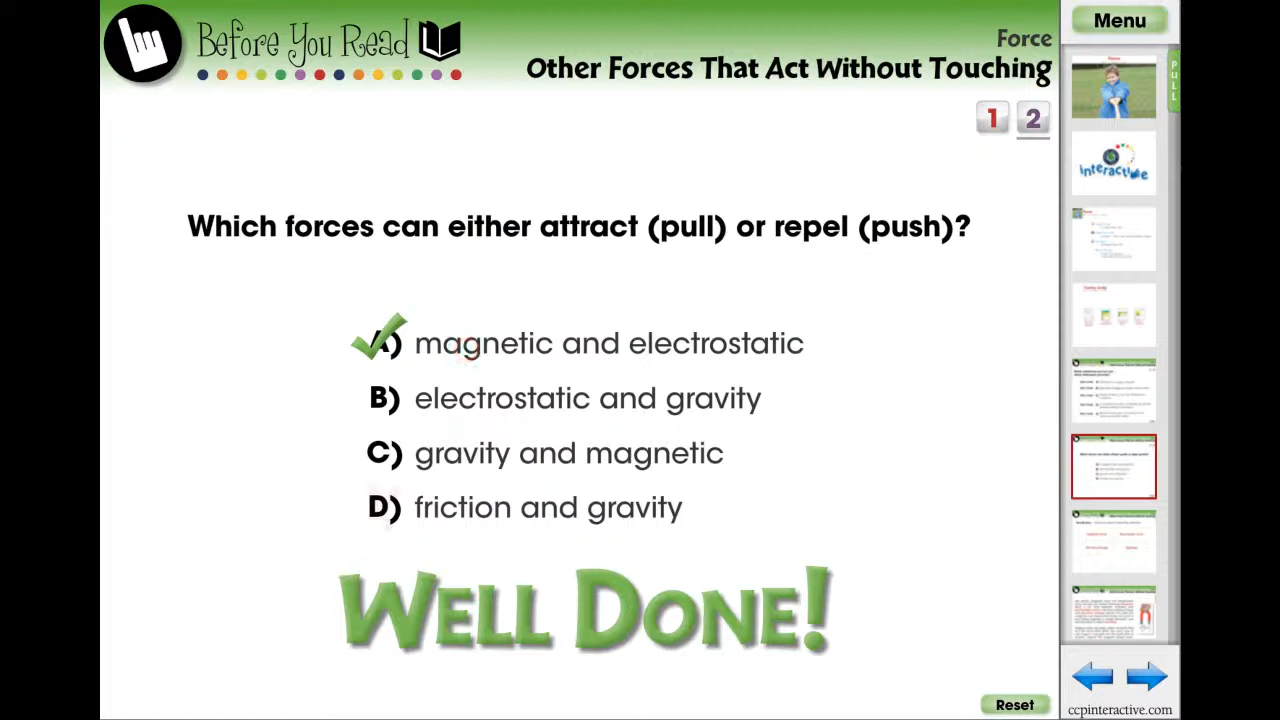 Before You Read
Force
Other Forces That Act Without Touching
1 2
Which forces can either attract (pull) or repel (push)?
A) magnetic and electrostatic
B) electrostatic and gravity
C) gravity and magnetic
D) friction and gravity
WELL DONE!
Reset
Menu
PULL
interactive
ccpinteractive.com